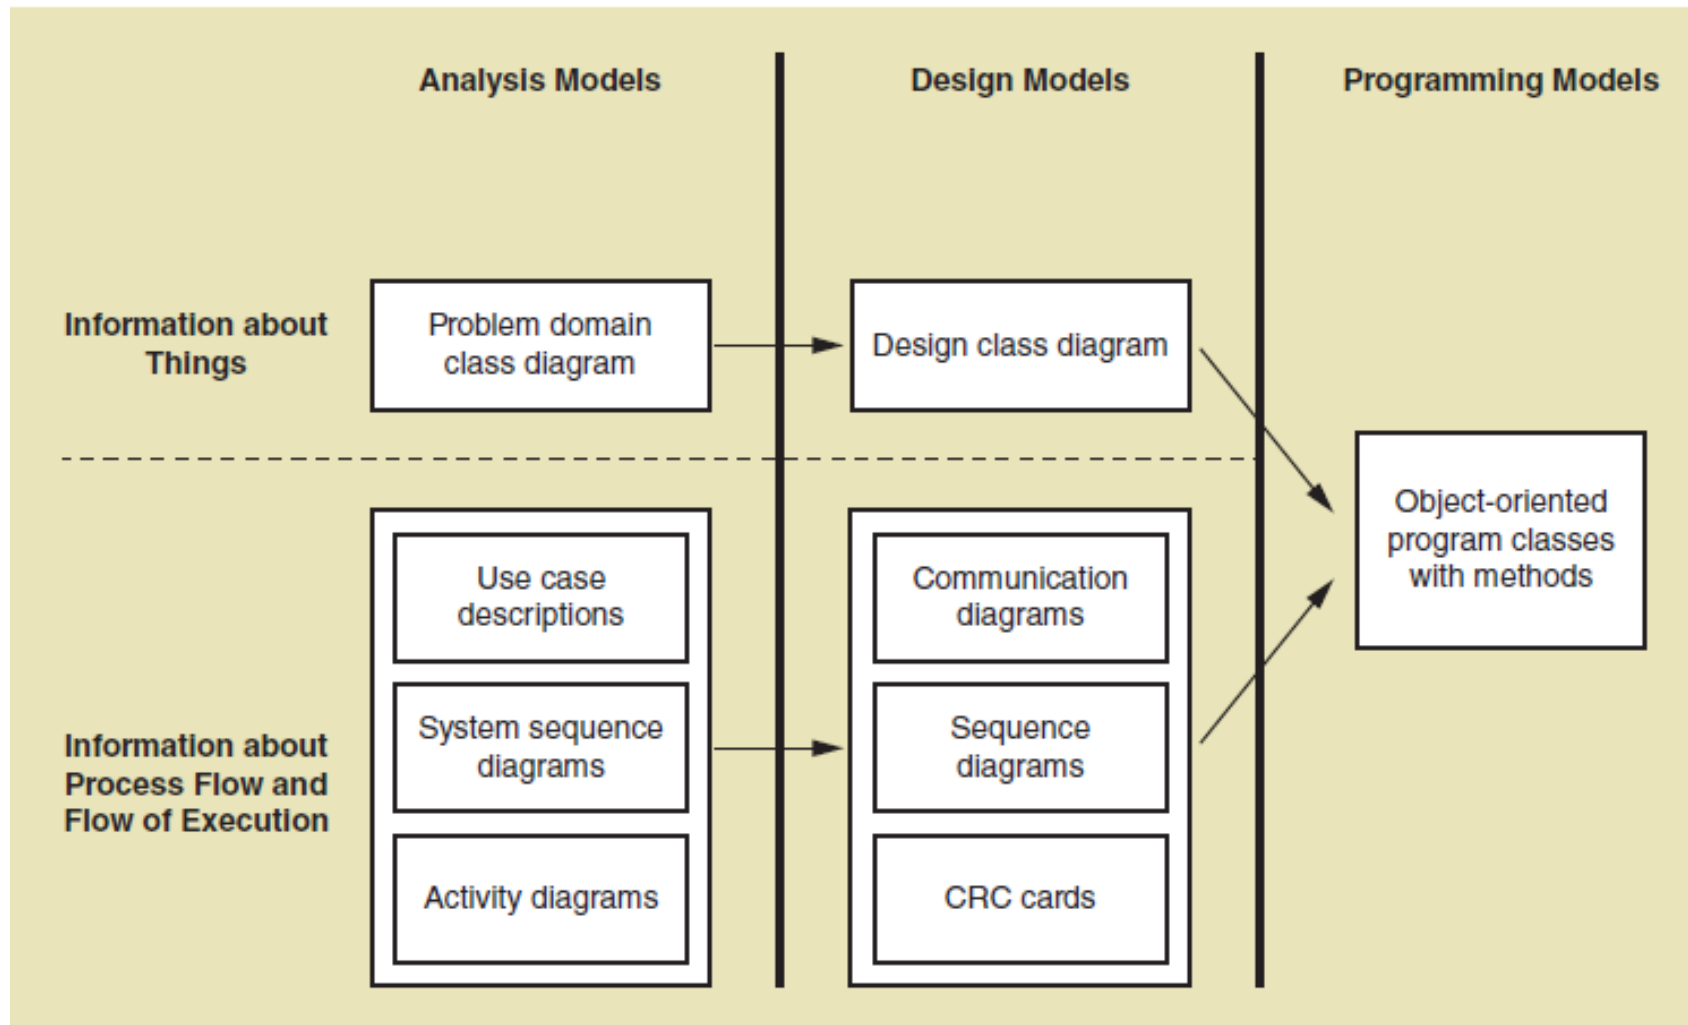 Analysis Models
Design Models
Programming Models
Information about
Things
Problem domain
class diagram
Design class diagram
Object-oriented
program classes
with methods
Information about
Process Flow and
Flow of Execution
Use case
descriptions
System sequence
diagrams
Activity diagrams
Communication
diagrams
Sequence
diagrams
CRC cards